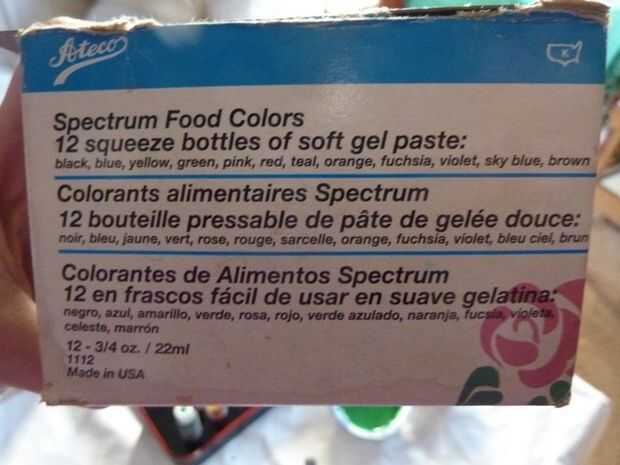 Ateco
K
Spectrum Food Colors
12 squeeze bottles of soft gel paste:
black, blue, yellow, green, pink, red, teal, orange, fuchsia, violet, sky blue, brown
Colorants alimentaires Spectrum
12 bouteille pressable de pâte de gelée douce:
noir, bleu, jaune, vert, rose, rouge, sarcelle, orange, fuchsia, violet, bleu ciel, brun
Colorantes de Alimentos Spectrum
12 en frascos fácil de usar en suave gelatina:
negro, azul, amarillo, verde, rosa, rojo, verde azulado, naranja, fucsia, violeta,
celeste, marrón
12 - 3/4 oz. / 22ml
1112
Made in USA